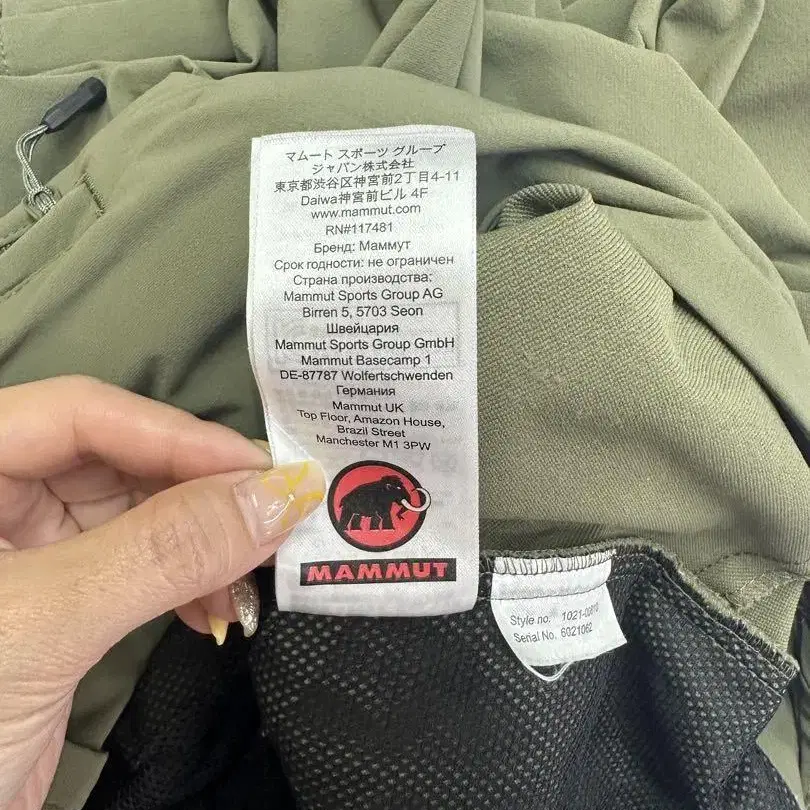 マムート スポーツ グループ
ジャパン株式会社
東京都渋谷区神宮前2丁目4-11
Daiwa神宮前ビル 4F
www.mammut.com
RN#117481
Бренд: Маммут
Срок годности: не ограничен
Страна производства:
Mammut Sports Group AG
Birren 5, 5703 Seon
Швейцария
Mammut Sports Group GmbH
Mammut Basecamp 1
DE-87787 Wolfertschwenden
Германия
Mammut UK
Top Floor, Amazon House,
Brazil Street
Manchester M1 3PW
MAMMUT
Style no.
Serial No. 6021062